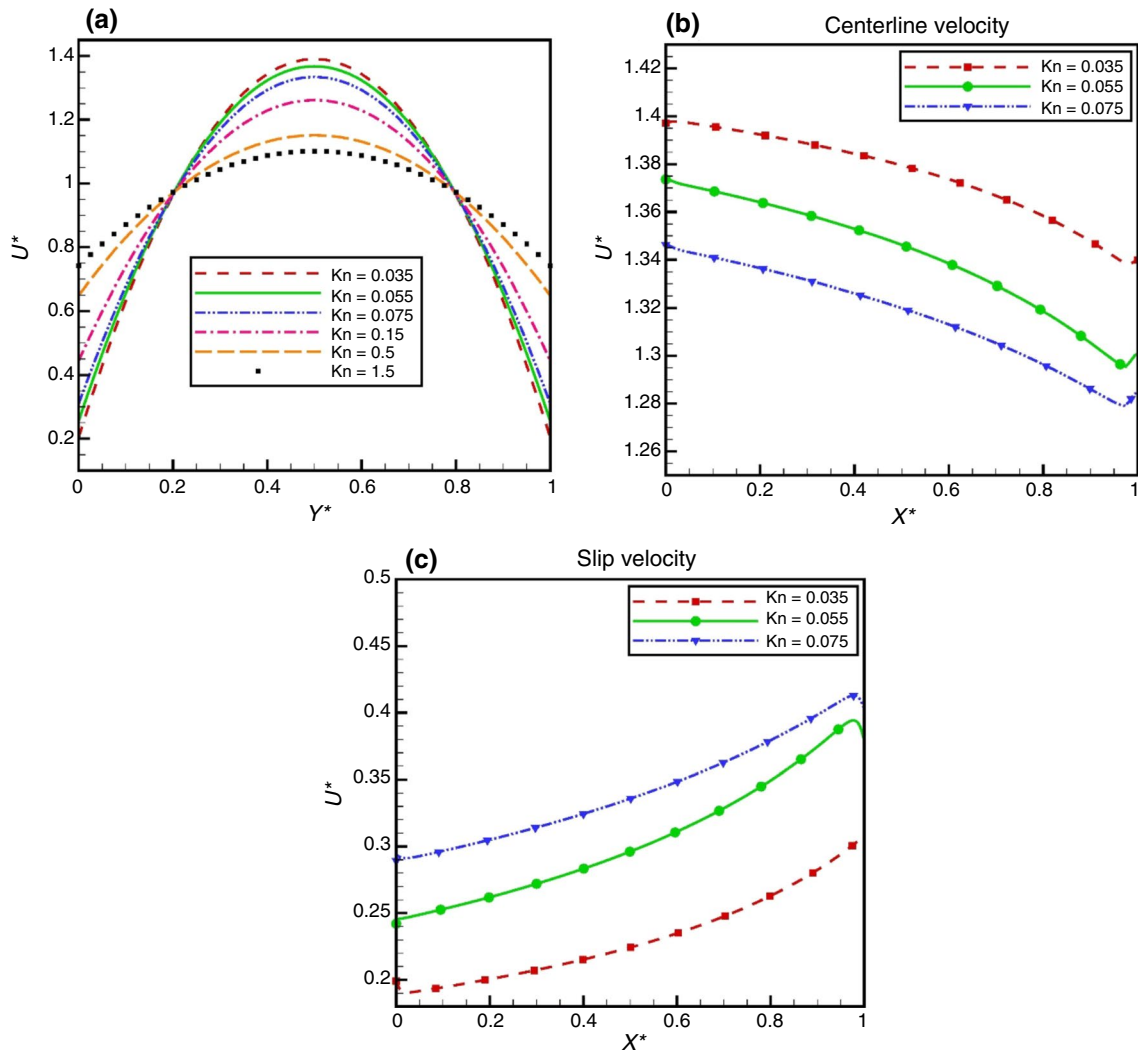 (a)
U*
1.4
1.2
1
0.8
0.6
0.4
0.2
Kn = 0.035
Kn = 0.055
Kn = 0.075
Kn = 0.15
Kn = 0.5
Kn = 1.5
0 0.2 0.4 0.6 0.8 1
Y*
(b)
Centerline velocity
U*
1.42
1.4
1.38
1.36
1.34
1.32
1.3
1.28
1.26
Kn = 0.035
Kn = 0.055
Kn = 0.075
0 0.2 0.4 0.6 0.8 1
X*
(c)
Slip velocity
U*
0.5
0.45
0.4
0.35
0.3
0.25
0.2
Kn = 0.035
Kn = 0.055
Kn = 0.075
0 0.2 0.4 0.6 0.8 1
X*